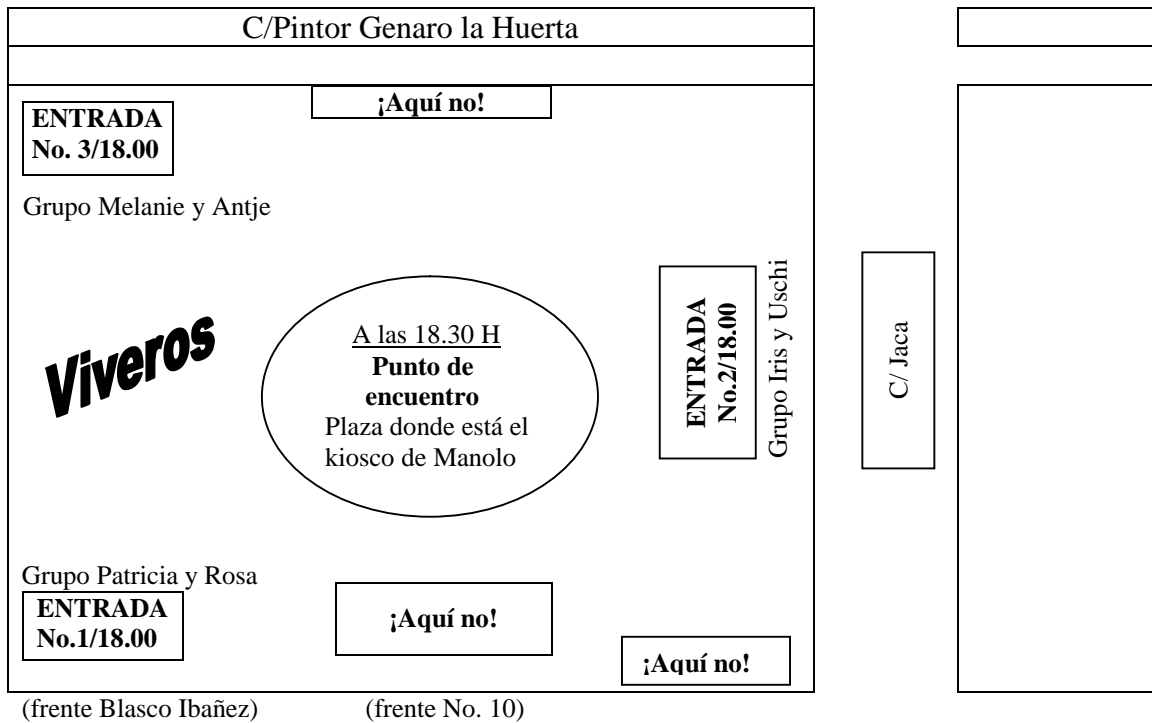 C/Pintor Genaro la Huerta
¡Aquí no!
ENTRADA
No. 3/18.00
Grupo Melanie y Antje
Viveros
A las 18.30 H
Punto de
encuentro
Plaza donde está el
kiosco de Manolo
ENTRADA
No.2/18.00
Grupo Iris y Uschi
C/ Jaca
Grupo Patricia y Rosa
ENTRADA
No.1/18.00
¡Aquí no!
¡Aquí no!
(frente Blasco Ibañez)
(frente No. 10)